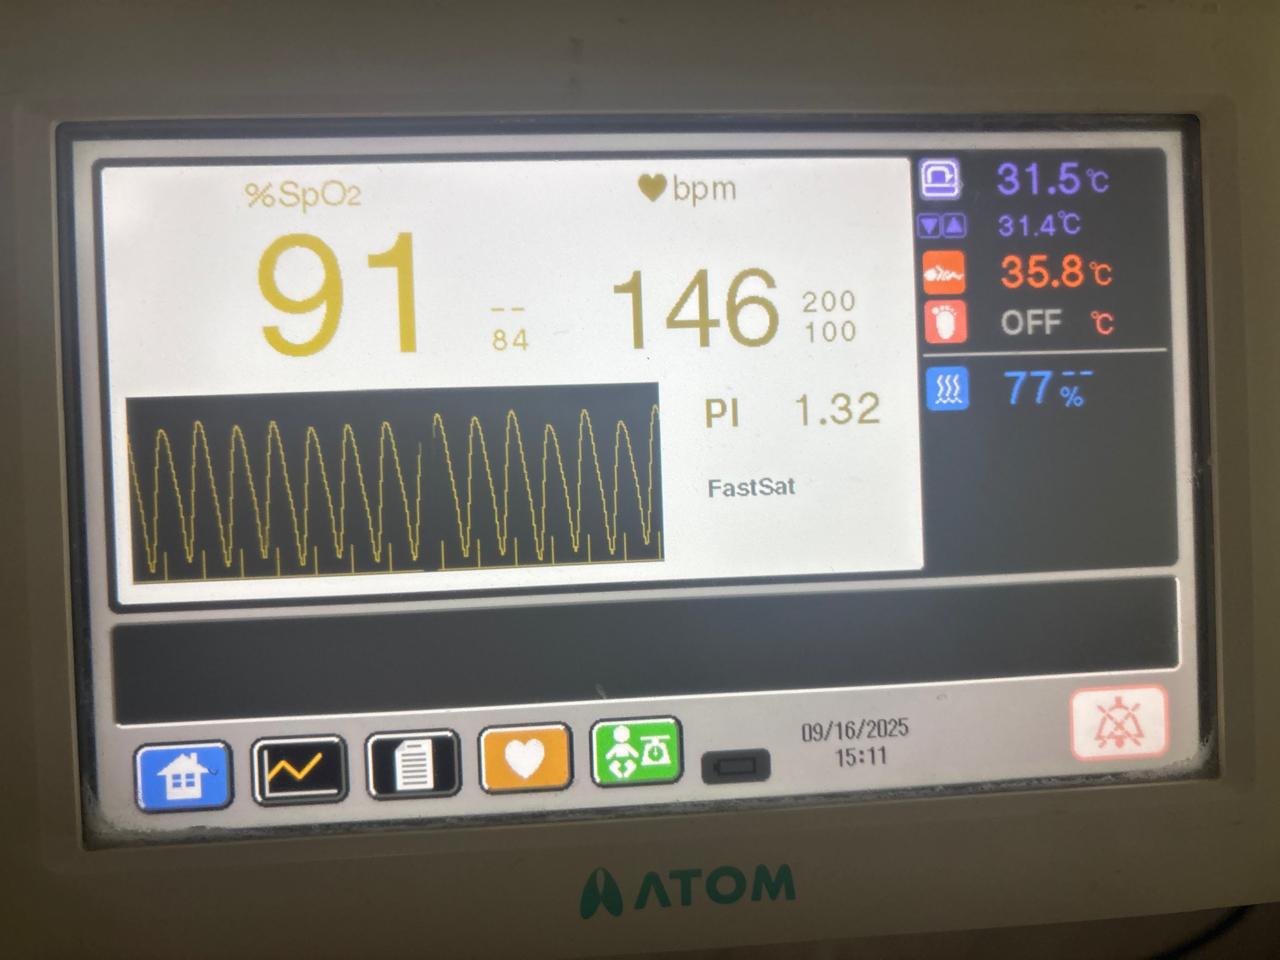 %SpO2
91
--
84
bpm
146
200
100
PI 1.32
FastSat
31.5℃
31.4℃
35.8℃
OFF ℃
77 % --
09/16/2025
15:11
ATOM